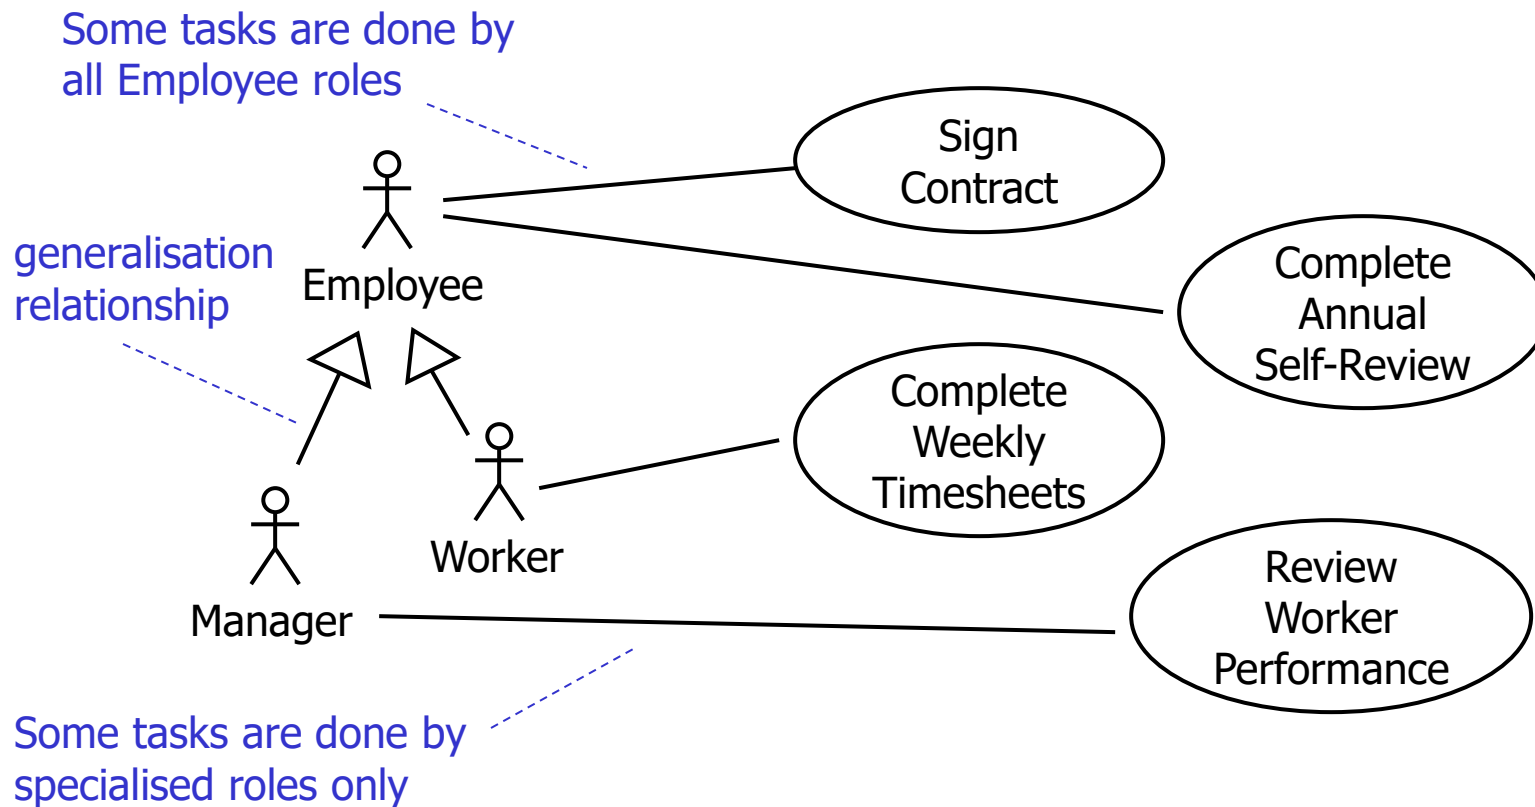 Some tasks are done by
all Employee roles
Sign
Contract
generalisation
relationship
Employee
Complete
Annual
Self-Review
Complete
Weekly
Timesheets
Worker
Manager
Review
Worker
Performance
Some tasks are done by
specialised roles only